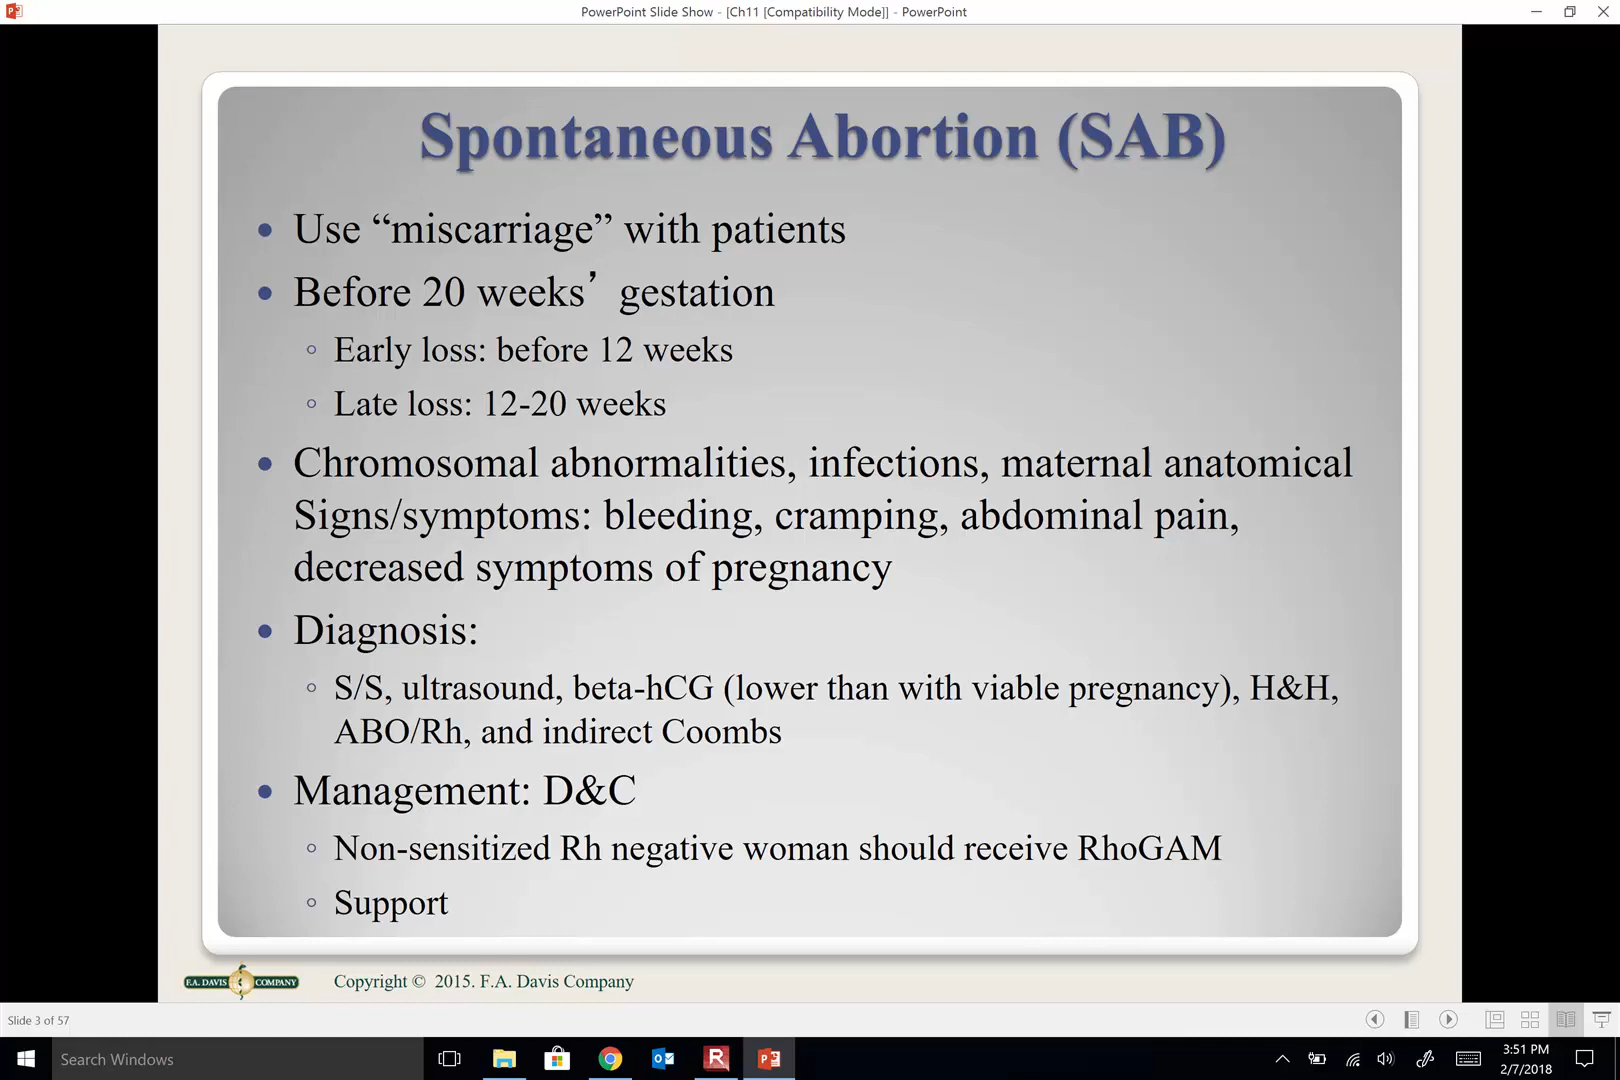 PowerPoint Slide Show - [Ch11 [Compatibility Mode]] - PowerPoint
Spontaneous Abortion (SAB)
• Use “miscarriage” with patients
• Before 20 weeks’ gestation
◦ Early loss: before 12 weeks
◦ Late loss: 12-20 weeks
• Chromosomal abnormalities, infections, maternal anatomical
Signs/symptoms: bleeding, cramping, abdominal pain,
decreased symptoms of pregnancy
• Diagnosis:
◦ S/S, ultrasound, beta-hCG (lower than with viable pregnancy), H&H,
ABO/Rh, and indirect Coombs
• Management: D&C
◦ Non-sensitized Rh negative woman should receive RhoGAM
◦ Support
F.A. DAVIS COMPANY
Copyright © 2015. F.A. Davis Company
Slide 3 of 57
Search Windows
3:51 PM
2/7/2018